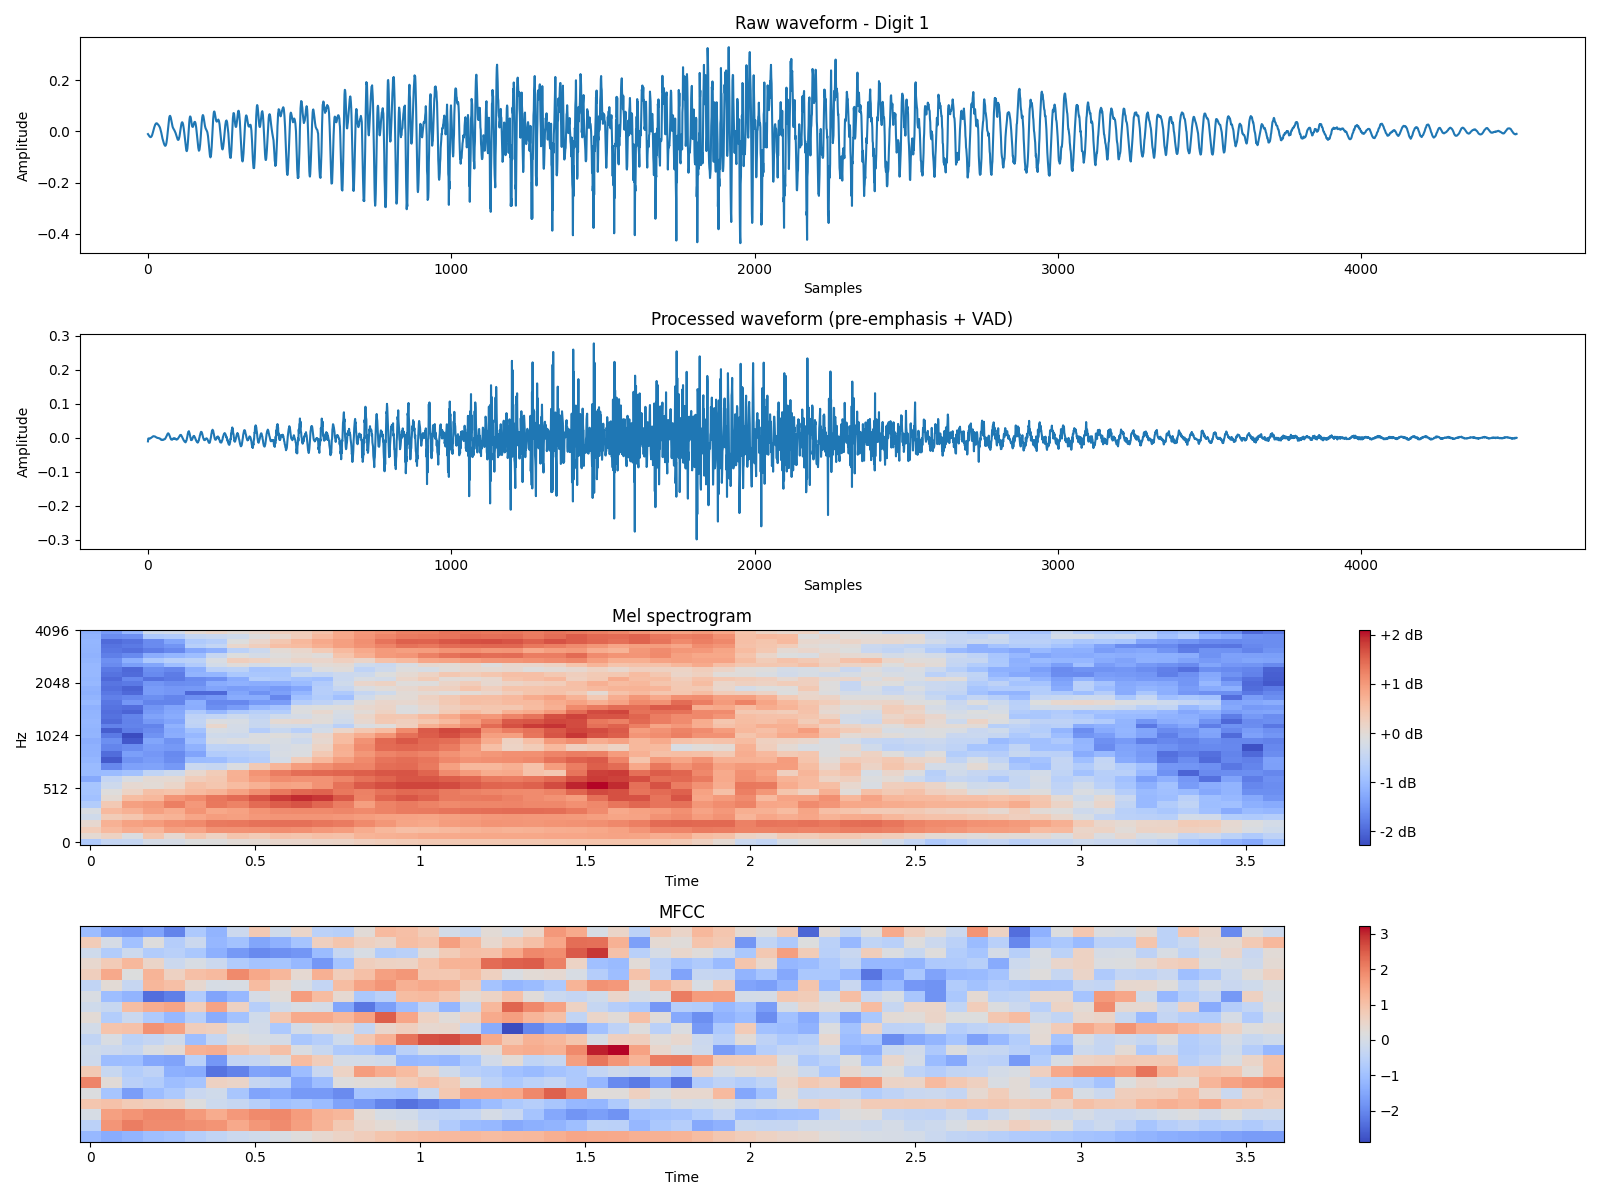 Raw waveform - Digit 1
Amplitude
0.2
0.0
−0.2
−0.4
0 1000 2000 3000 4000
Samples
Processed waveform (pre-emphasis + VAD)
Amplitude
0.3
0.2
0.1
0.0
−0.1
−0.2
−0.3
0 1000 2000 3000 4000
Samples
Mel spectrogram
Hz
4096
2048
1024
512
0
0 0.5 1 1.5 2 2.5 3 3.5
Time
+2 dB
+1 dB
+0 dB
-1 dB
-2 dB
MFCC
0 0.5 1 1.5 2 2.5 3 3.5
Time
3
2
1
0
−1
−2